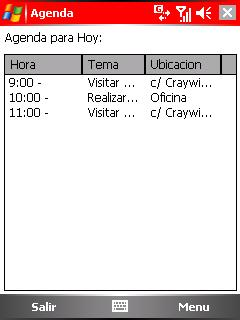 Agenda
Agenda para Hoy:
Hora Tema Ubicacion
9:00 - Visitar ... c/ Craywi...
10:00 - Realizar... Oficina
11:00 - Visitar ... c/ Craywi...
Salir Menu